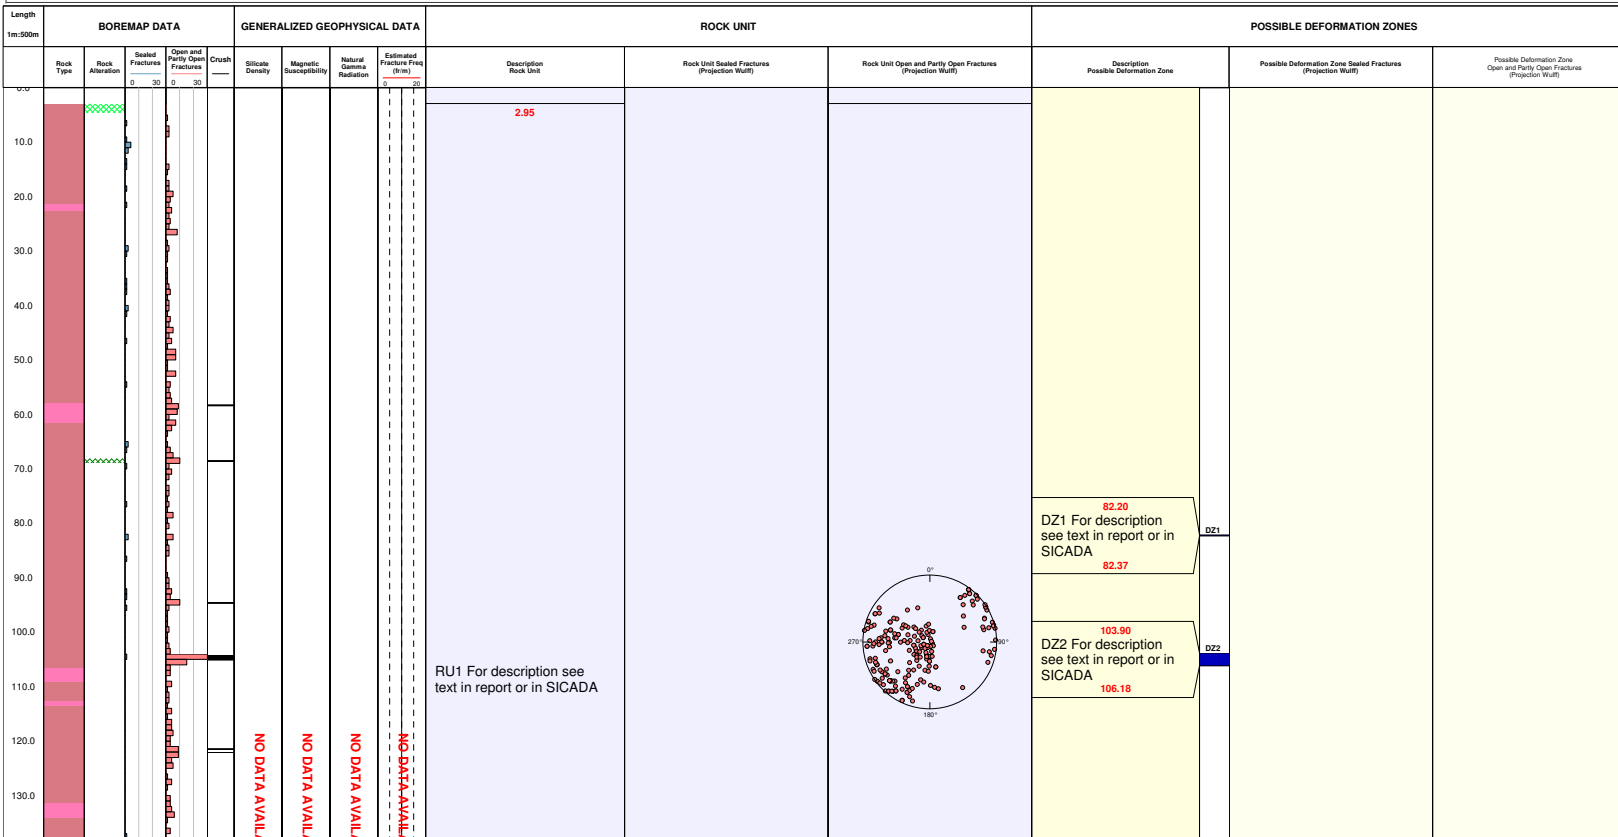 Length
1m:500m
BOREMAP DATA
GENERALIZED GEOPHYSICAL DATA
ROCK UNIT
POSSIBLE DEFORMATION ZONES
Rock
Type
Rock
Alteration
Sealed
Fractures
0 30
Open and
Partly Open
Fractures
0 30
Crush
Silicate
Density
Magnetic
Susceptibility
Natural
Gamma
Radiation
Estimated
Fracture Freq
(fr/m)
0 20
Description
Rock Unit
Rock Unit Sealed Fractures
(Projection Wulff)
Rock Unit Open and Partly Open Fractures
(Projection Wulff)
Description
Possible Deformation Zone
Possible Deformation Zone Sealed Fractures
(Projection Wulff)
Possible Deformation Zone
Open and Partly Open Fractures
(Projection Wulff)
0.0
10.0
20.0
30.0
40.0
50.0
60.0
70.0
80.0
90.0
100.0
110.0
120.0
130.0
NO DATA AVAILA
NO DATA AVAILA
NO DATA AVAILA
NO DATA AVAILA
2.95
RU1 For description see
text in report or in SICADA
0°
270°
90°
180°
82.20
DZ1 For description
see text in report or in
SICADA
82.37
DZ1
103.90
DZ2 For description
see text in report or in
SICADA
106.18
DZ2